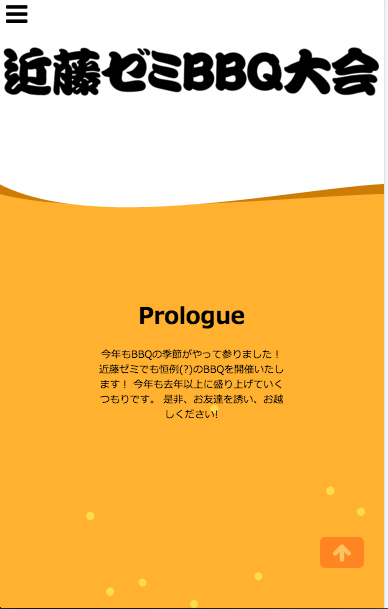 近藤ゼミBBQ大会
Prologue
今年もBBQの季節がやって参りました！
近藤ゼミでも恒例(?)のBBQを開催いたし
ます！ 今年も去年以上に盛り上げていく
つもりです。 是非、お友達を誘い、お越
しください!